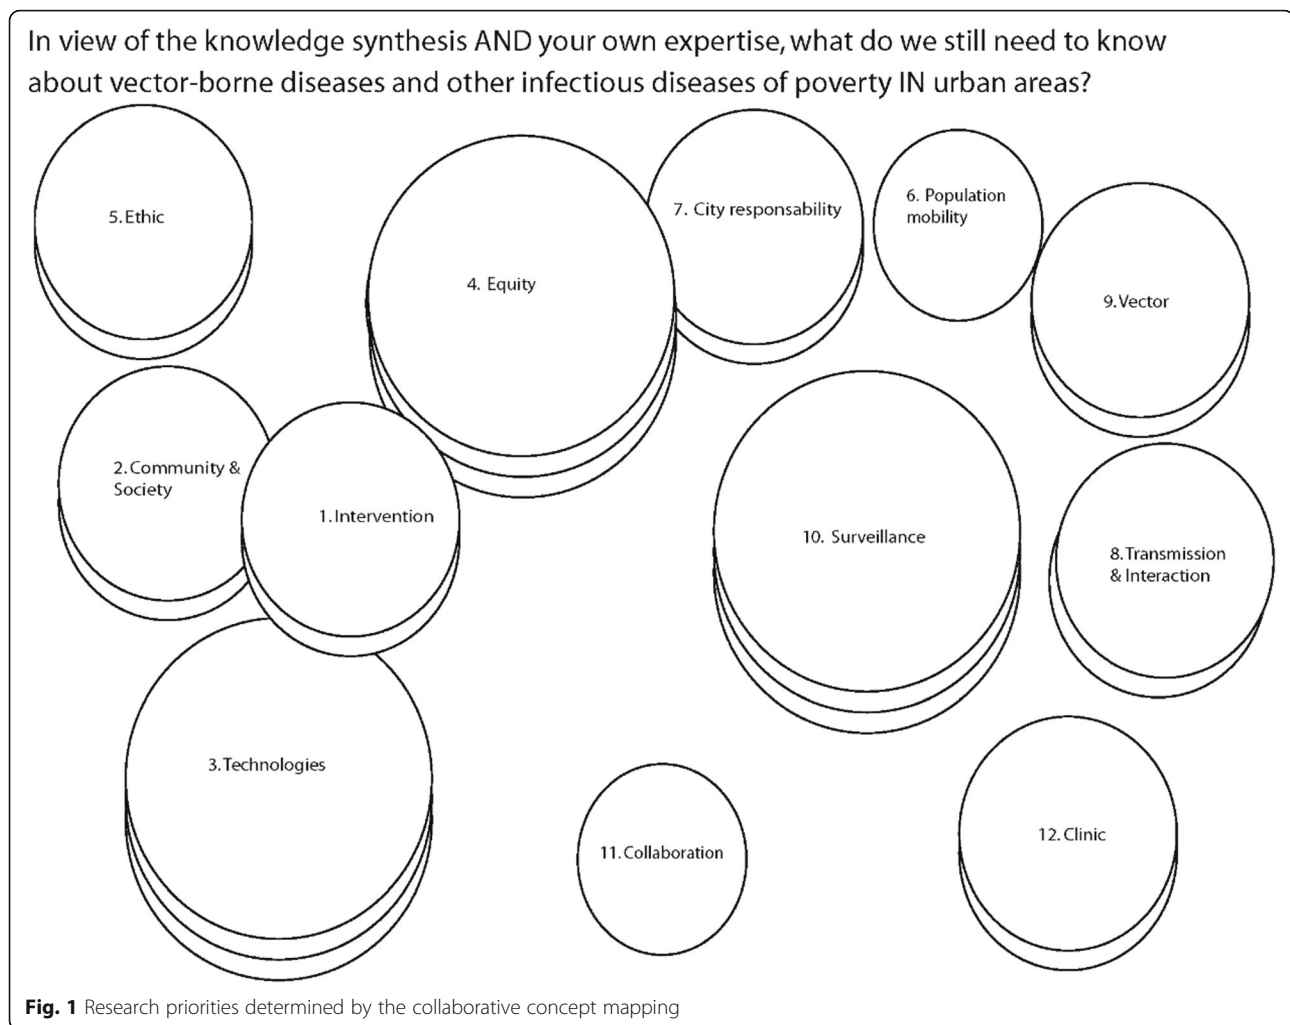 In view of the knowledge synthesis AND your own expertise, what do we still need to know
about vector-borne diseases and other infectious diseases of poverty IN urban areas?
5. Ethic
4. Equity
7. City responsability
6. Population
mobility
9. Vector
2. Community &
Society
1. Intervention
10. Surveillance
8. Transmission
& Interaction
3. Technologies
11. Collaboration
12. Clinic
Fig. 1 Research priorities determined by the collaborative concept mapping